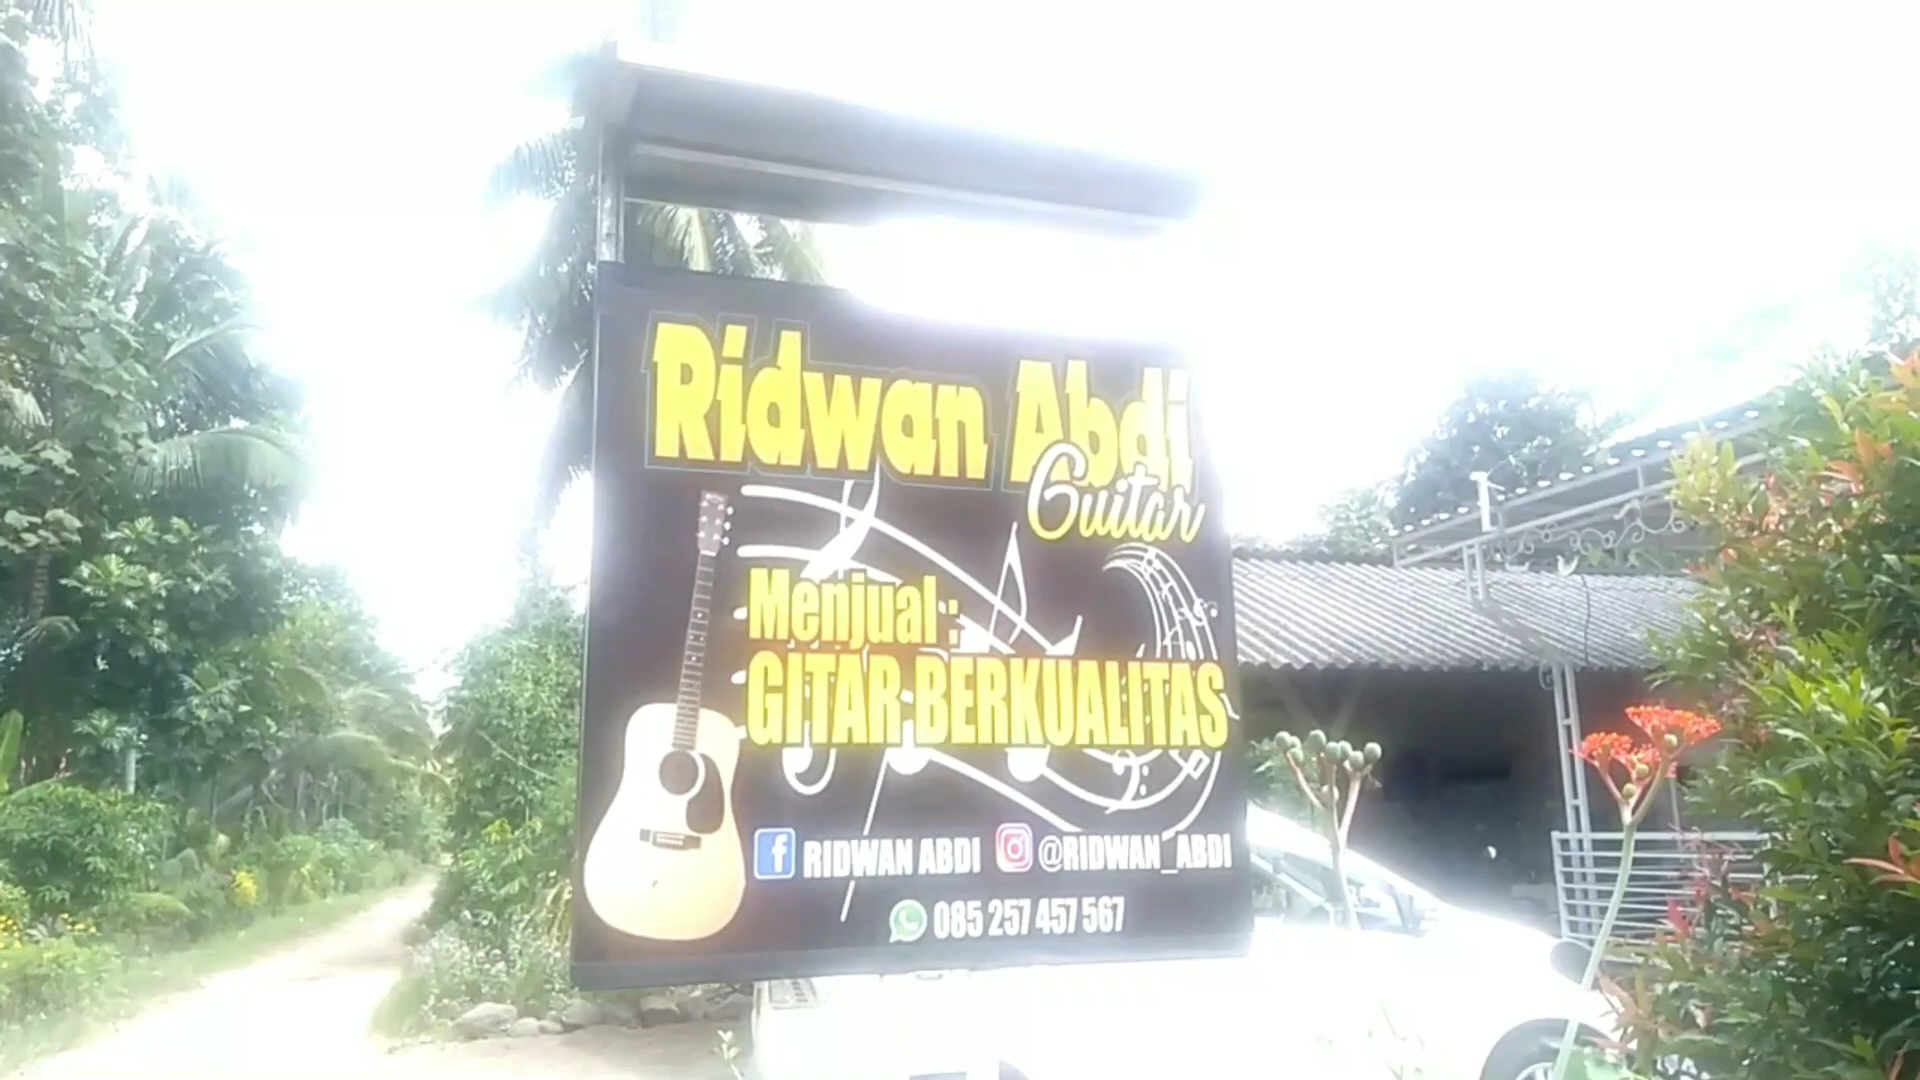 Ridwan Abdi
Guitar
Menjual :
GITAR BERKUALITAS
RIDWAN ABDI @RIDWAN_ABDI
085 257 457 567